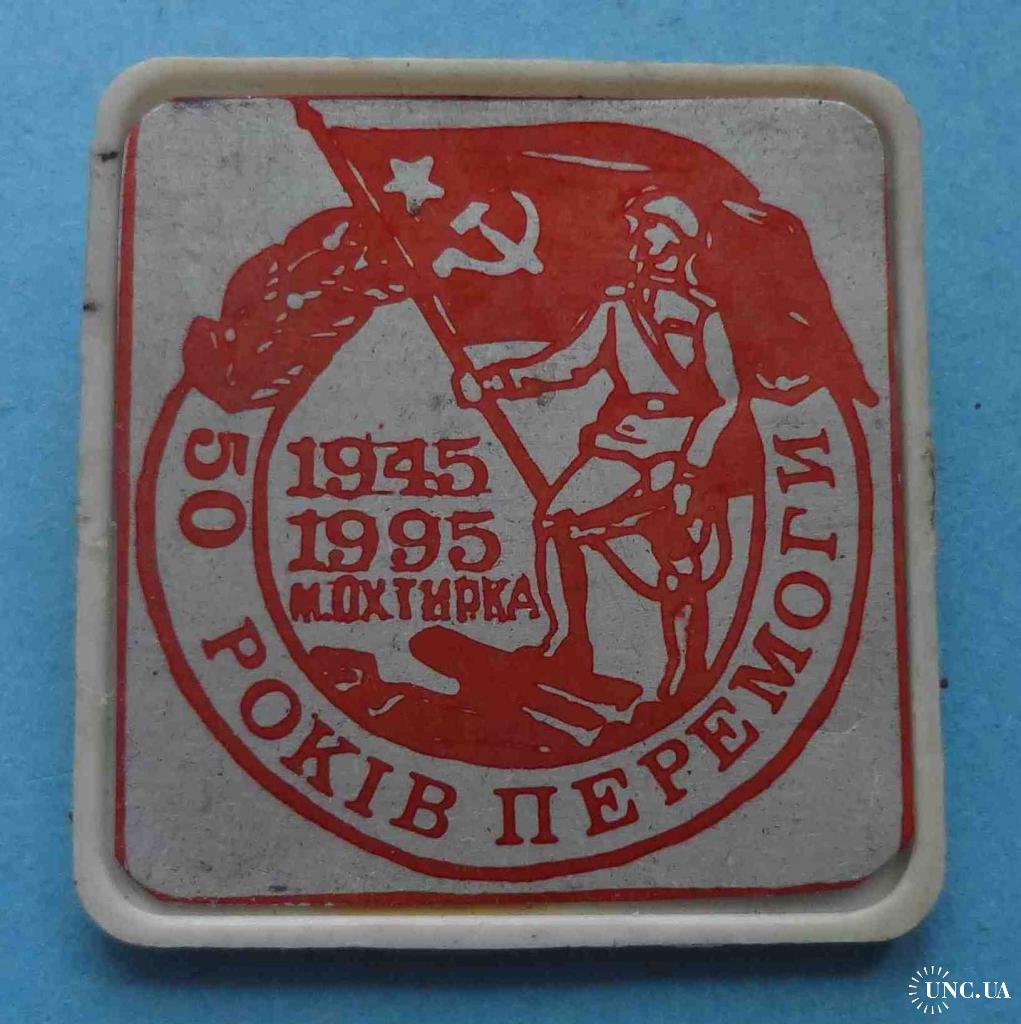 1945
1995
М.ОХТИРКА
50 РОКІВ ПЕРЕМОГИ
UNC.UA